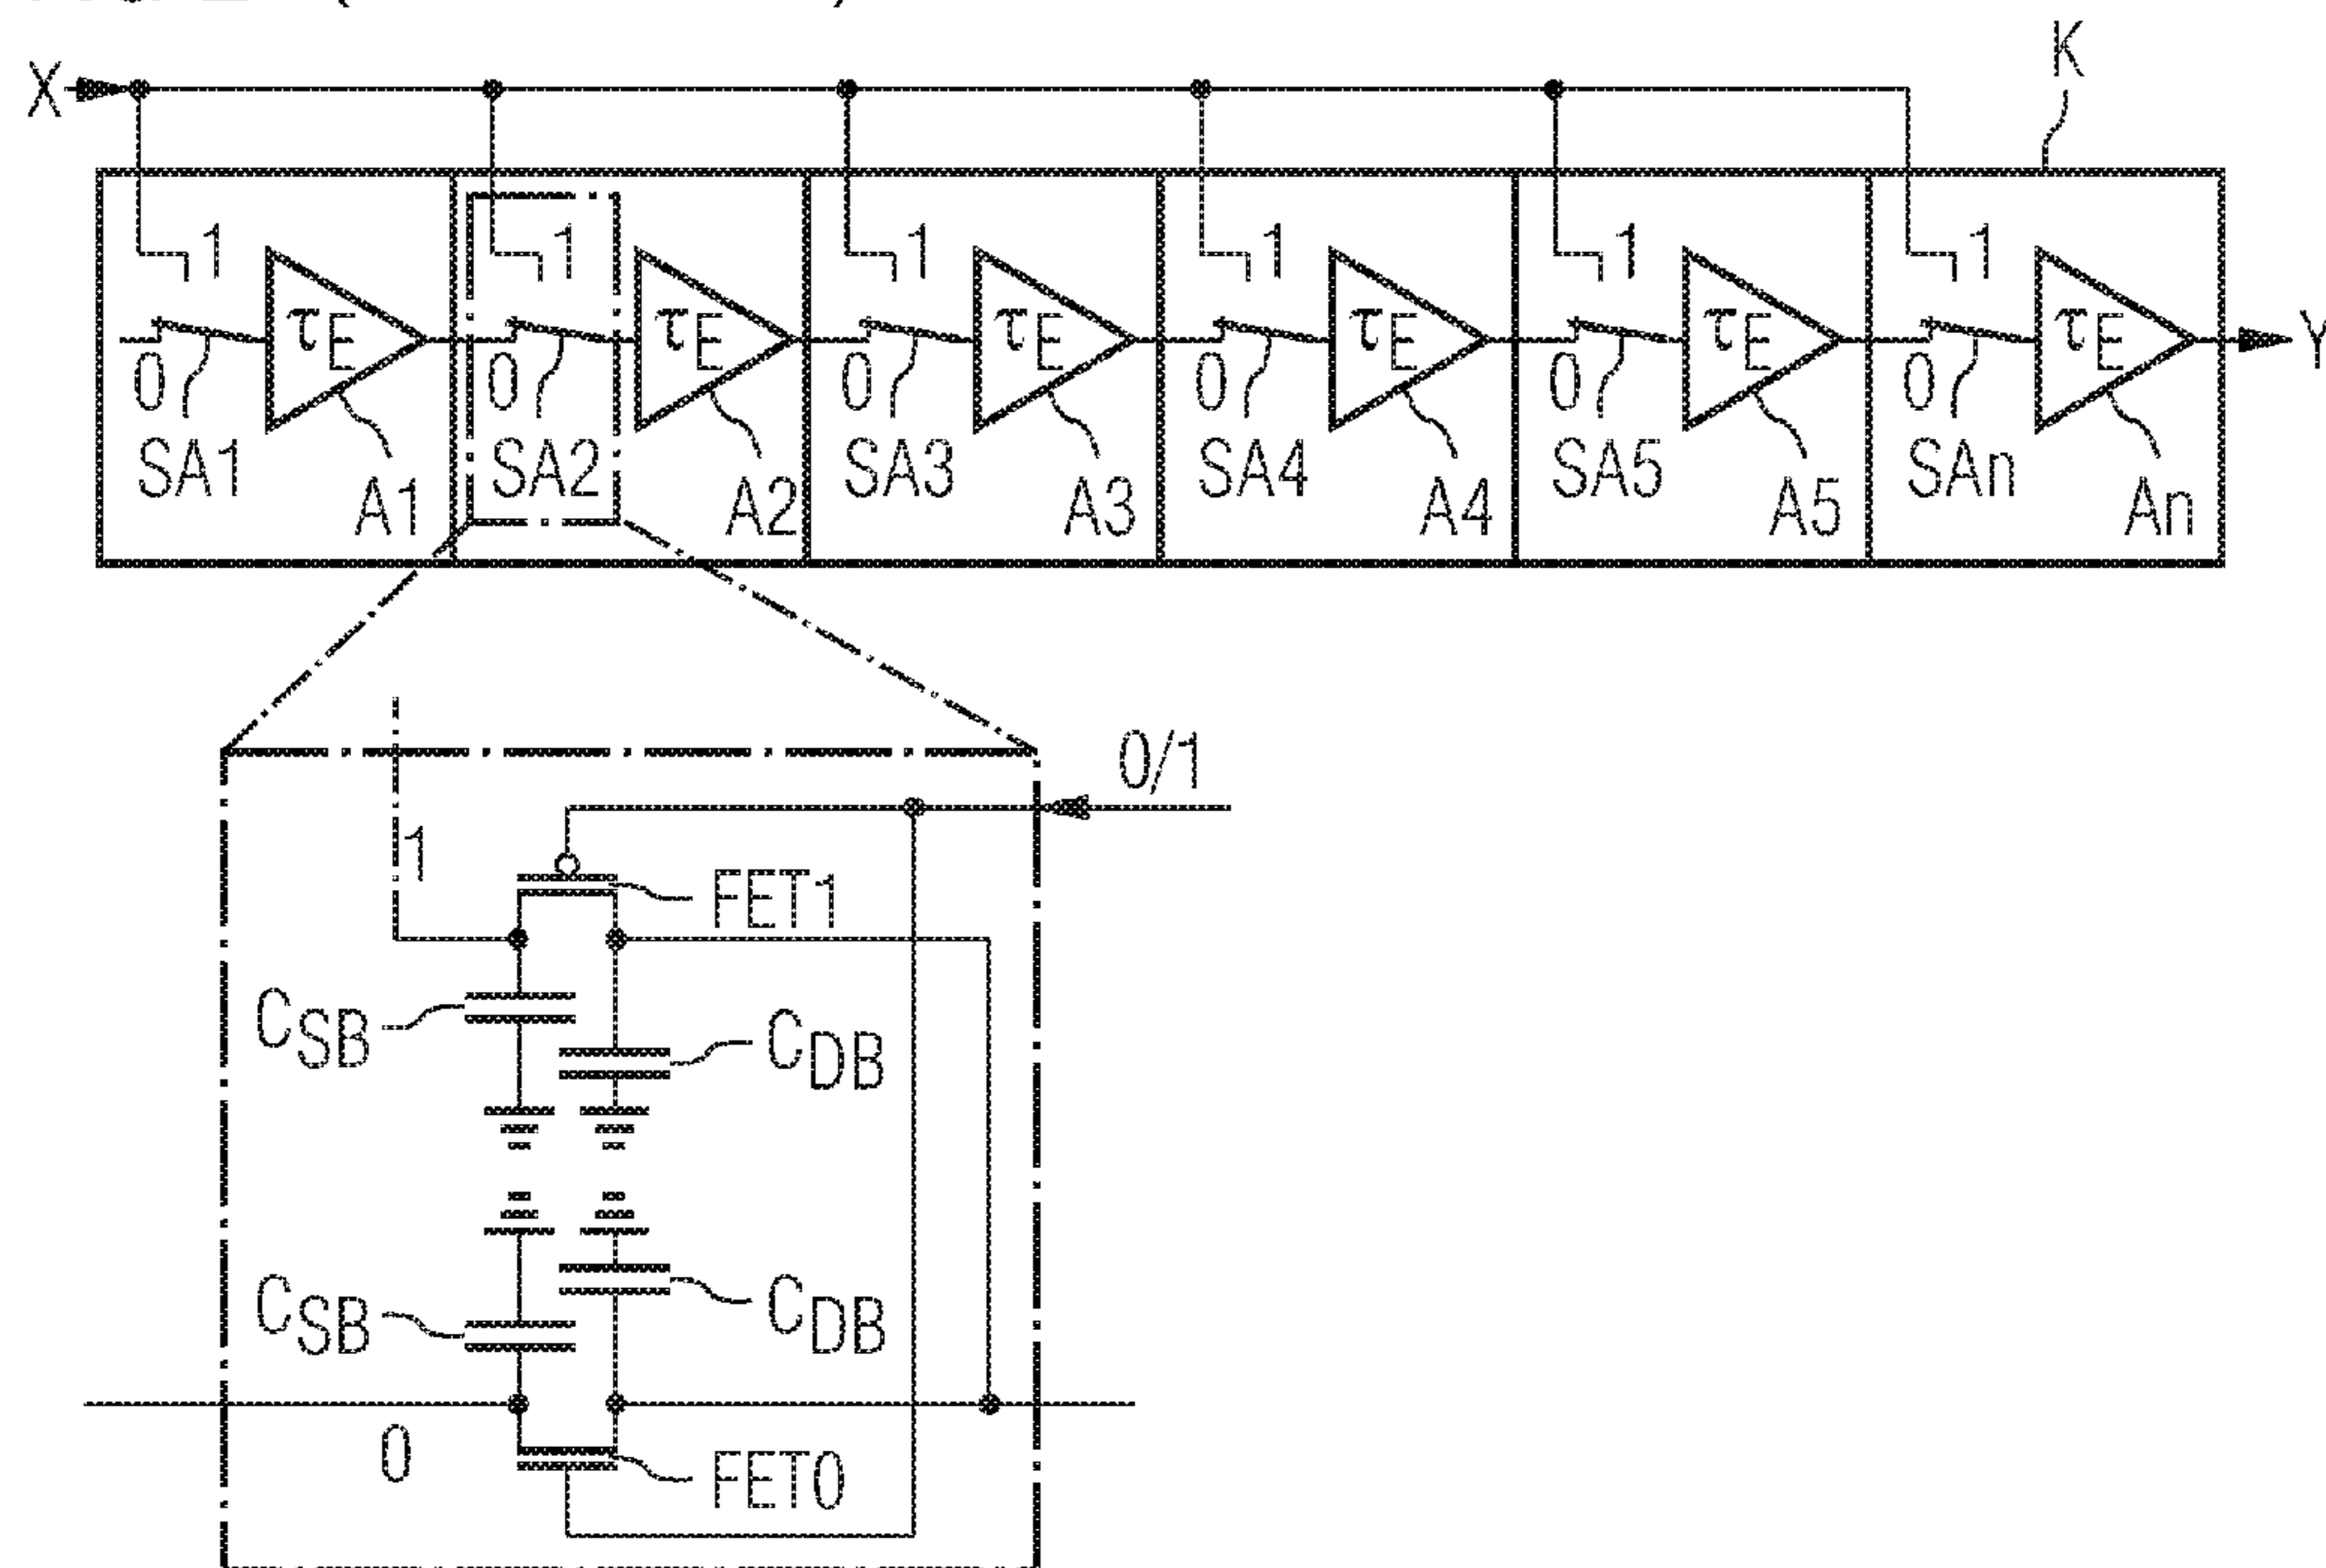 X K
1 1 1 1 1 1
τE τE τE τE τE τE Y
0 0 0 0 0 0
SA1 SA2 SA3 SA4 SA5 SAn
A1 A2 A3 A4 A5 An
0/1
1
FET1
CSB CDB
CSB CDB
0 FET0